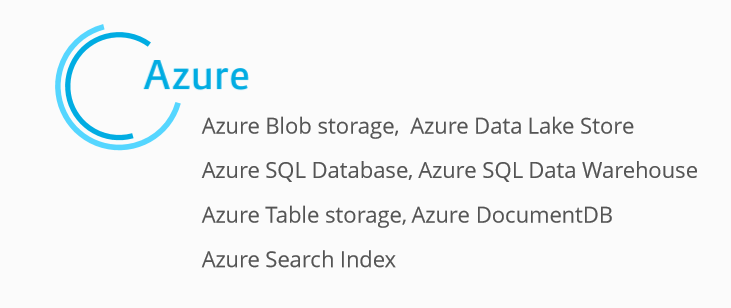 Azure
Azure Blob storage,  Azure Data Lake Store
Azure SQL Database, Azure SQL Data Warehouse
Azure Table storage, Azure DocumentDB
Azure Search Index